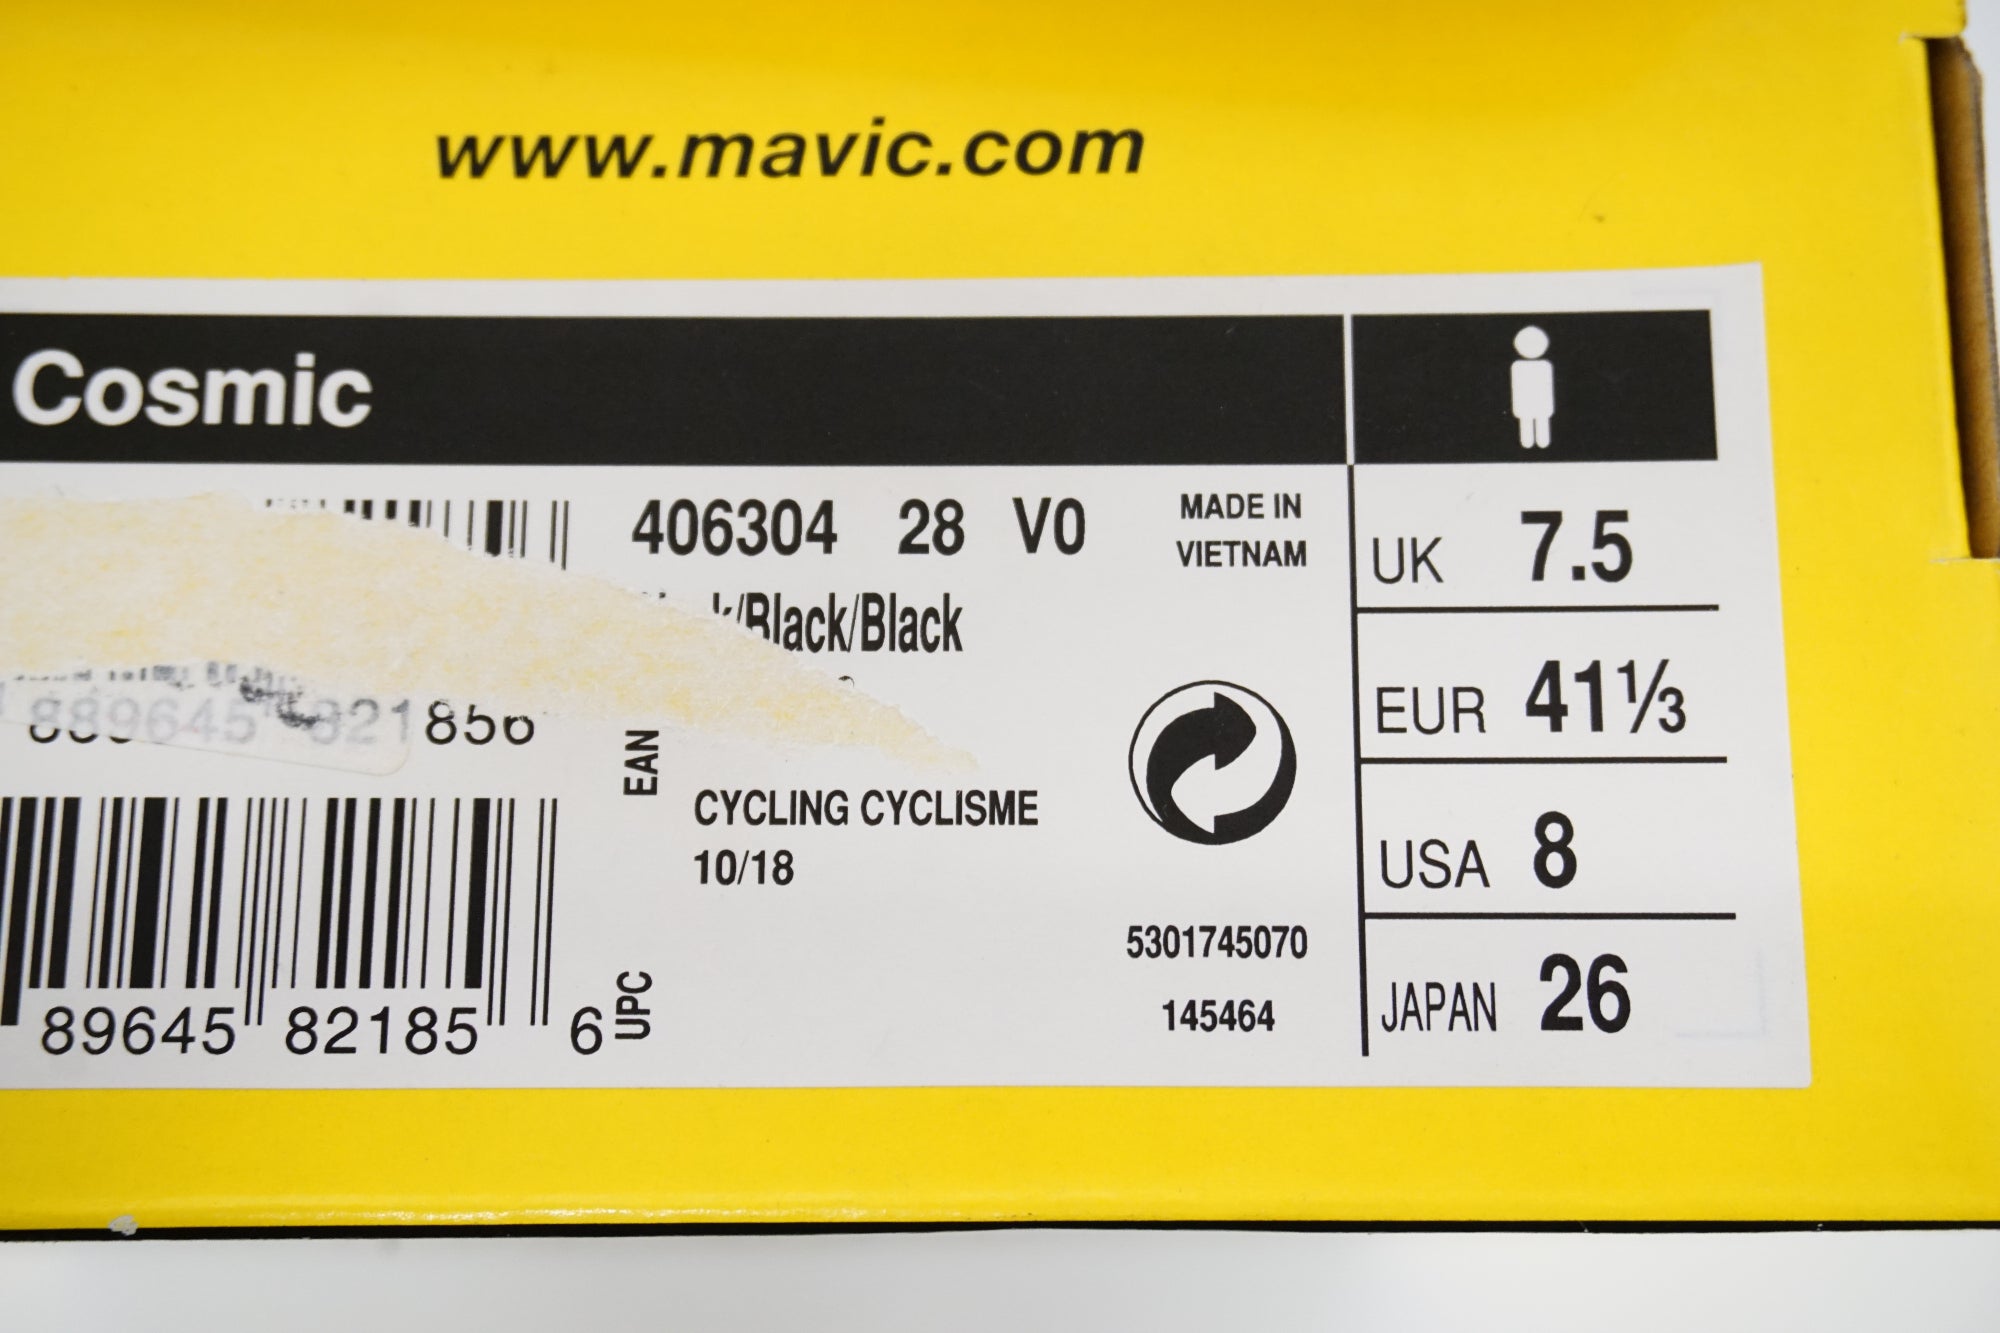 www.mavic.com
Cosmic
406304 28 V0
MADE IN
VIETNAM
/Black/Black
821856
EAN
CYCLING CYCLISME
10/18
89645 82185 6
UPC
5301745070
145464
UK 7.5
EUR 41⅓
USA 8
JAPAN 26